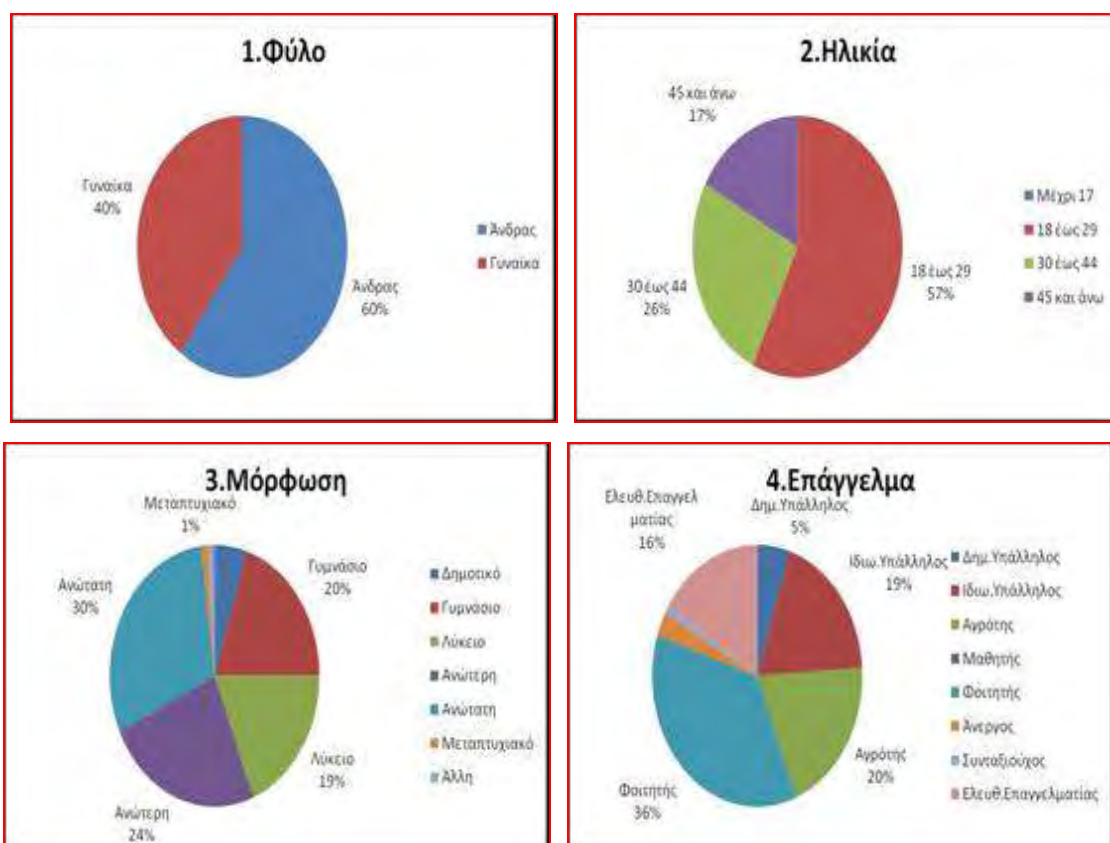 1.Φύλο
Γυναίκα
40%
Άνδρας
60%
Άνδρας
Γυναίκα
2.Ηλικία
45 και άνω
17%
30 έως 44
26%
18 έως 29
57%
Μέχρι 17
18 έως 29
30 έως 44
45 και άνω
3.Μόρφωση
Μεταπτυχιακό
1%
Ανώτατη
30%
Γυμνάσιο
20%
Λύκειο
19%
Ανώτερη
24%
Δημοτικό
Γυμνάσιο
Λύκειο
Ανώτερη
Ανώτατη
Μεταπτυχιακό
Άλλη
4.Επάγγελμα
Ελευθ.Επαγγελ
ματίας
16%
Δημ.Υπάλληλος
5%
Ιδιω.Υπάλληλος
19%
Αγρότης
20%
Φοιτητής
36%
Δημ.Υπάλληλος
Ιδιω.Υπάλληλος
Αγρότης
Μαθητής
Φοιτητής
Άνεργος
Συνταξιούχος
Ελευθ.Επαγγελματίας